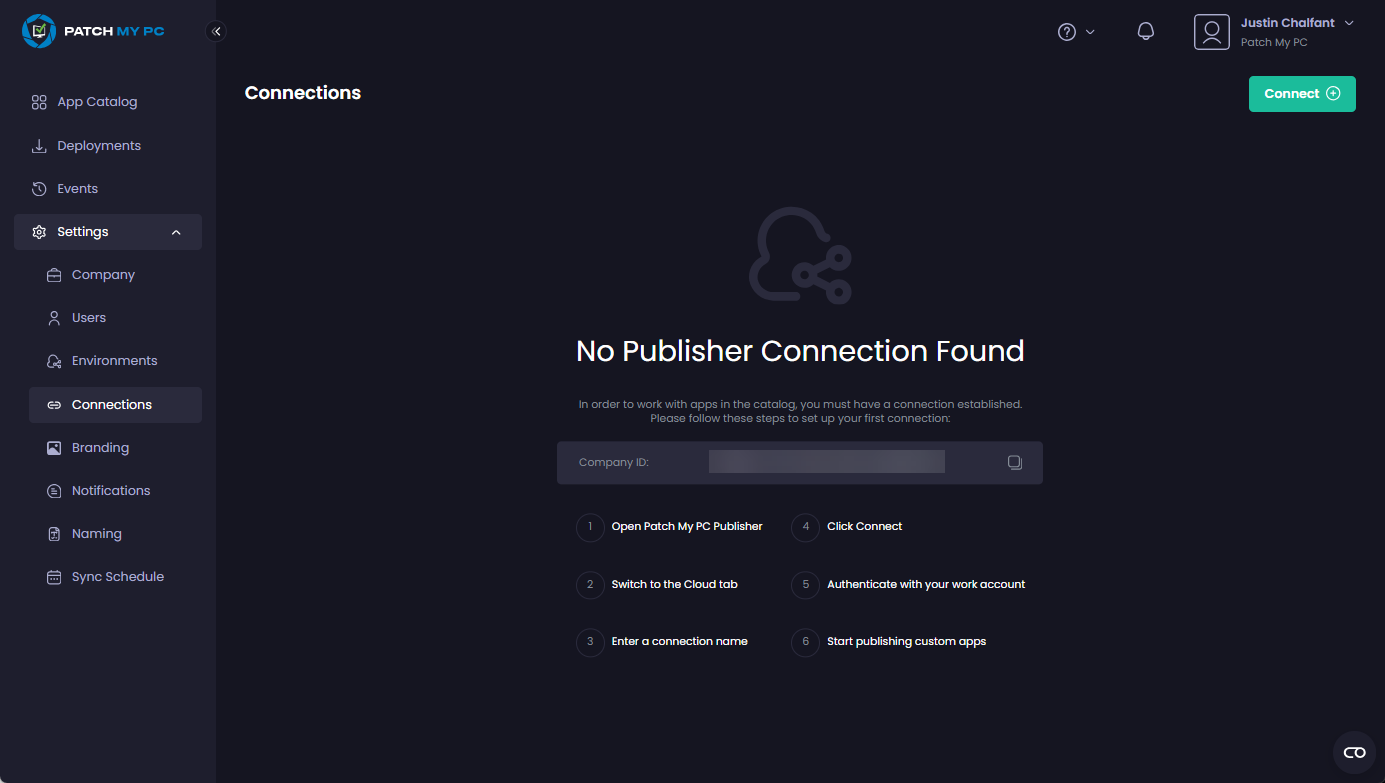 PATCH MY PC
Justin Chalfant
Patch My PC
App Catalog
Deployments
Events
Settings
Company
Users
Environments
Connections
Branding
Notifications
Naming
Sync Schedule
Connections
Connect
No Publisher Connection Found
In order to work with apps in the catalog, you must have a connection established.
Please follow these steps to set up your first connection:
Company ID:
1 Open Patch My PC Publisher
2 Switch to the Cloud tab
3 Enter a connection name
4 Click Connect
5 Authenticate with your work account
6 Start publishing custom apps